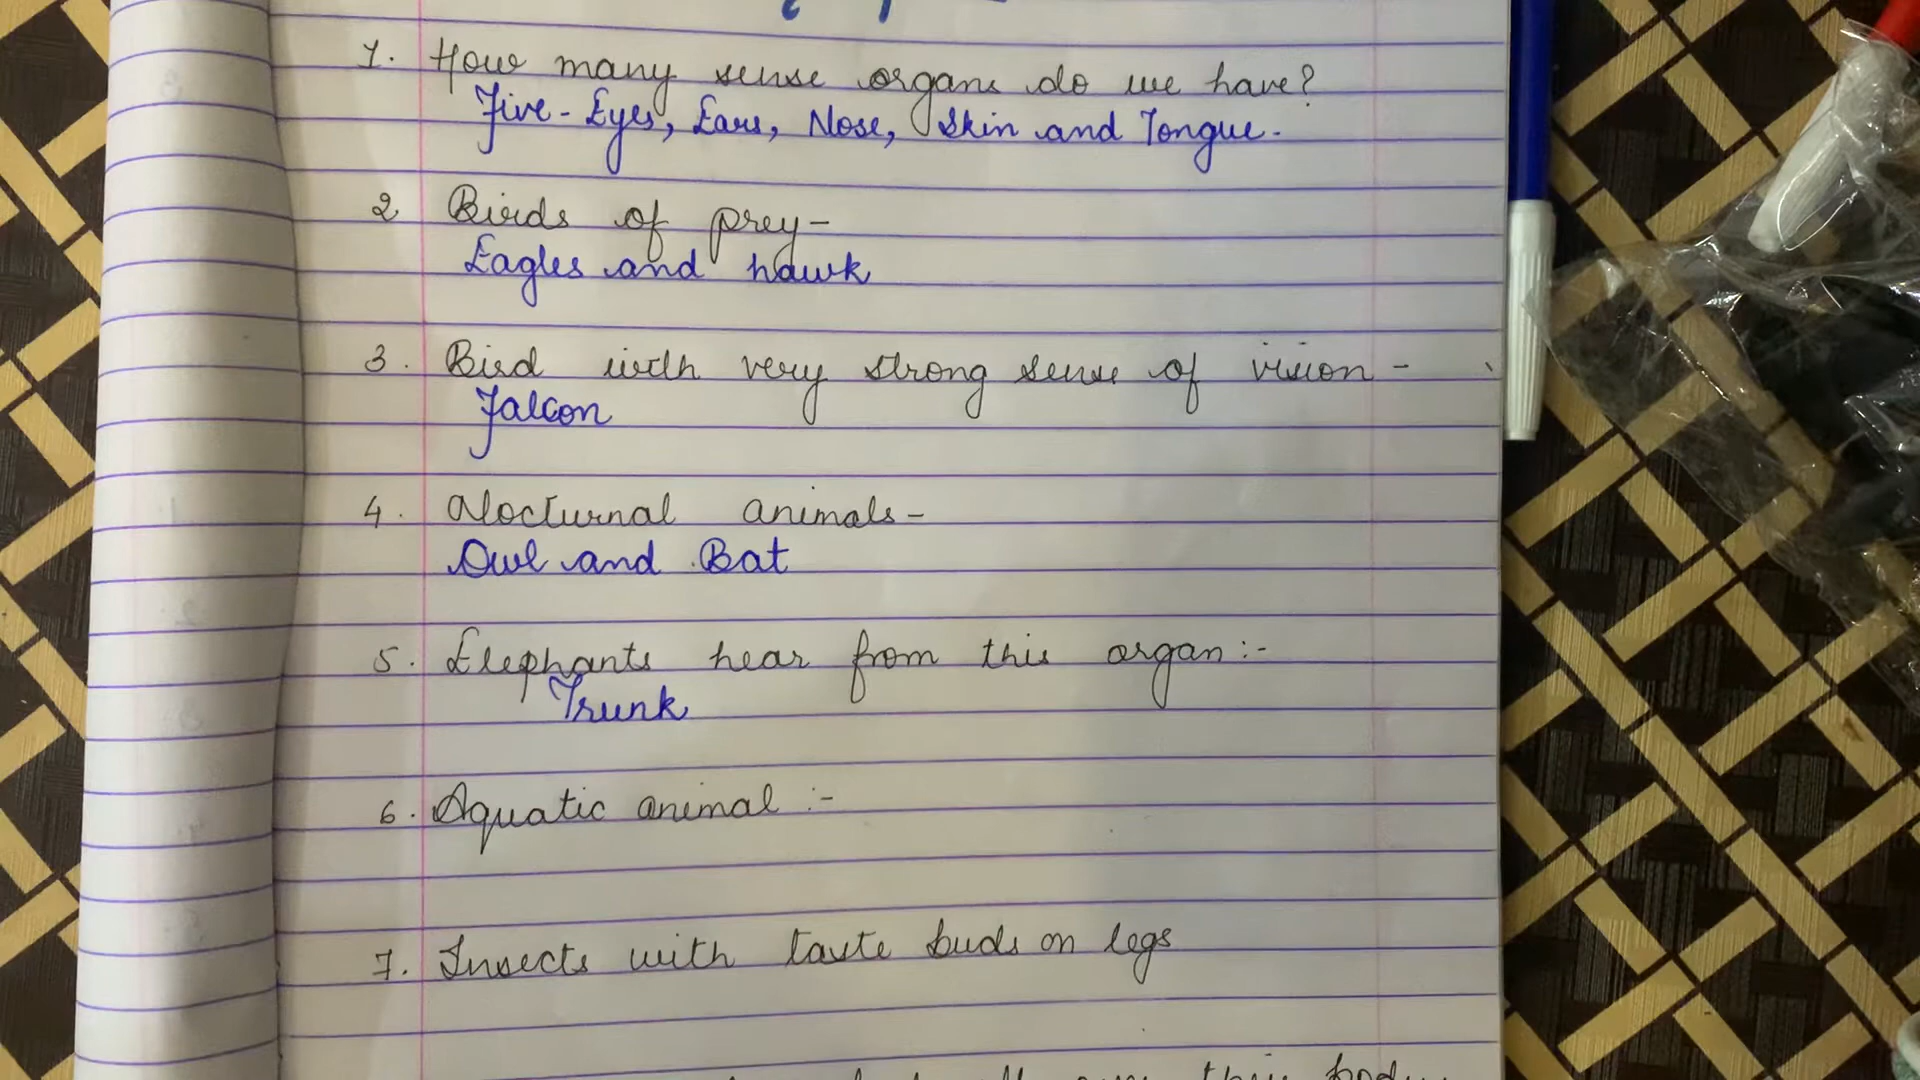 1. How many sense organs do we have?
Five - Eyes, Ears, Nose, Skin and Tongue.
2 Birds of prey -
Eagles and hawk
3. Bird with very strong sense of vision -
Falcon
4. Nocturnal animals -
Owl and Bat
5. Elephants hear from this organ :-
Trunk
6. Aquatic animal :-
7. Insects with taste buds on legs
their body